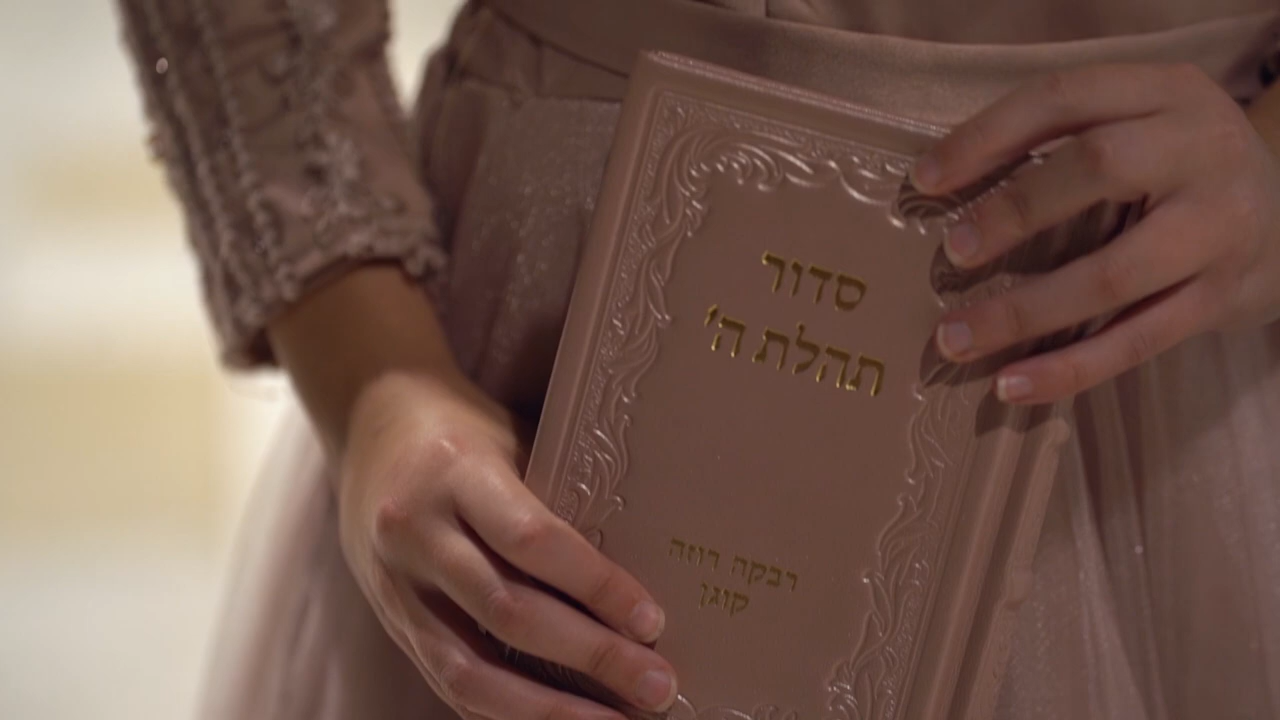 סדור
תהלת ה'
רבקה רוזה
קוגן